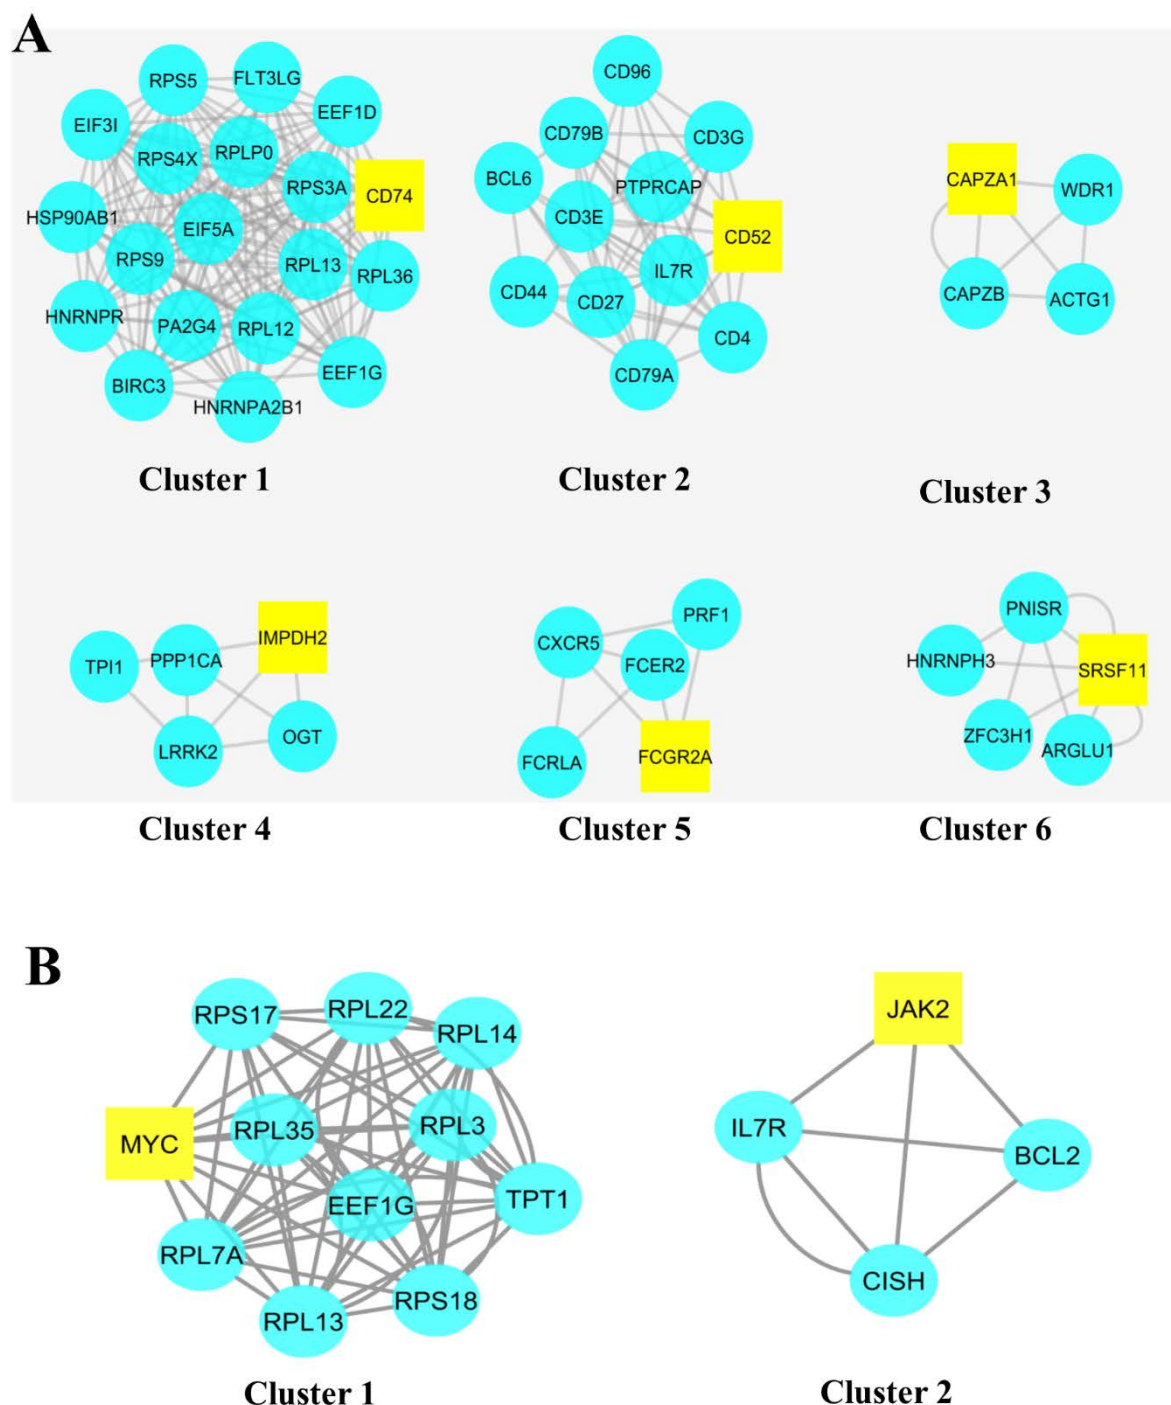 A
RPS5
FLT3LG
EIF3I
EEF1D
RPS4X
RPLP0
RPS3A
CD74
HSP90AB1
EIF5A
RPS9
RPL13
RPL36
HNRNPR
PA2G4
RPL12
BIRC3
EEF1G
HNRNPA2B1
Cluster 1
CD96
CD79B
CD3G
BCL6
PTPRCAP
CD3E
CD52
IL7R
CD44
CD27
CD4
CD79A
Cluster 2
CAPZA1
WDR1
CAPZB
ACTG1
Cluster 3
IMPDH2
TPI1
PPP1CA
LRRK2
OGT
Cluster 4
PRF1
CXCR5
FCER2
FCRLA
FCGR2A
Cluster 5
PNISR
HNRNPH3
SRSF11
ZFC3H1
ARGLU1
Cluster 6
B
RPS17
RPL22
RPL14
MYC
RPL35
RPL3
EEF1G
TPT1
RPL7A
RPL13
RPS18
Cluster 1
JAK2
IL7R
BCL2
CISH
Cluster 2